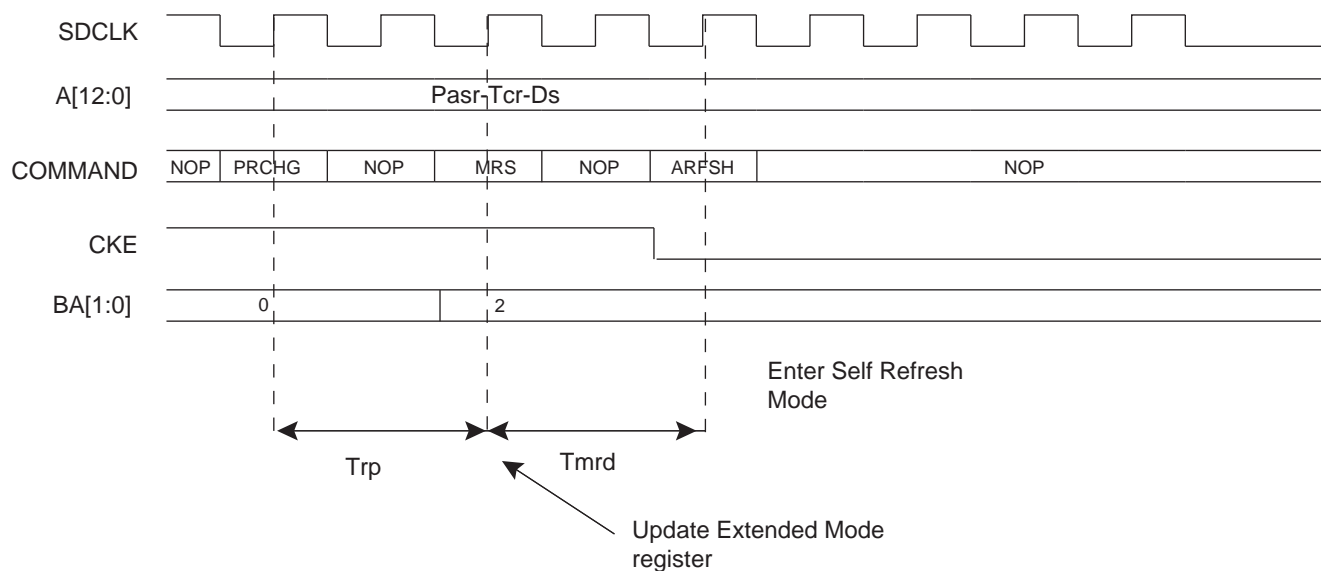 SDCLK
A[12:0]
Pasr-Tcr-Ds
COMMAND
NOP PRCHG NOP MRS NOP ARFSH NOP
CKE
BA[1:0]
0 2
Enter Self Refresh
Mode
Trp
Tmrd
Update Extended Mode
register